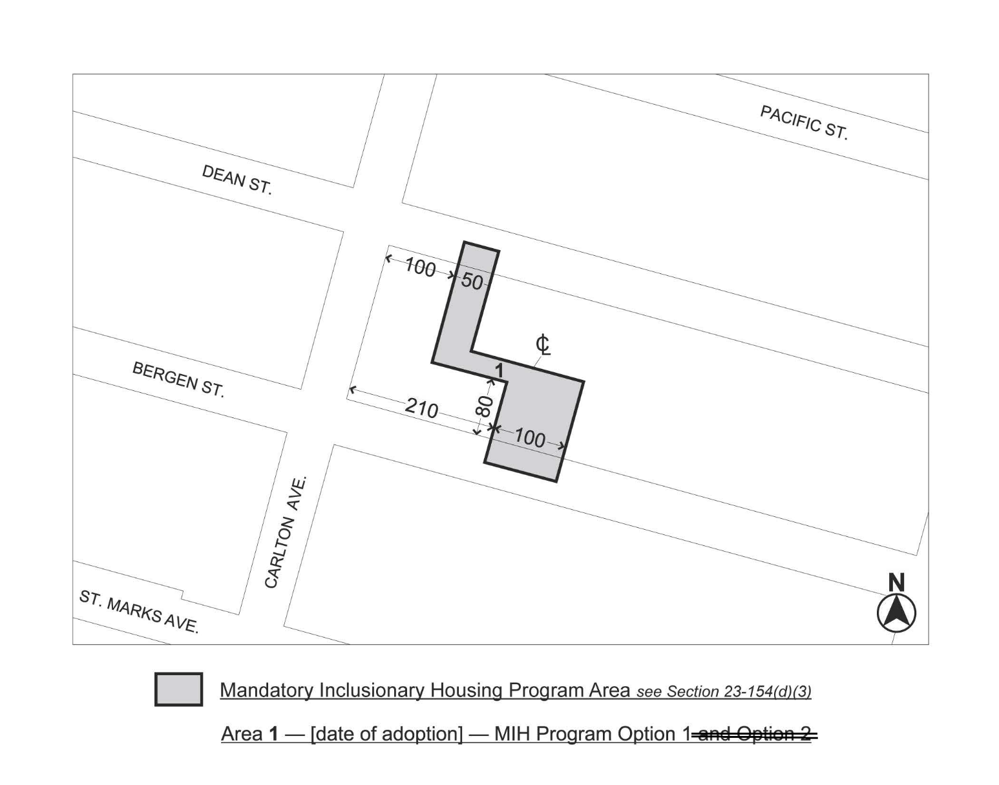 PACIFIC ST.
DEAN ST.
100
50
℄
BERGEN ST.
1
210
80
100
CARLTON AVE.
N
ST. MARKS AVE.
Mandatory Inclusionary Housing Program Area see Section 23-154(d)(3)
Area 1 — [date of adoption] — MIH Program Option 1 and Option 2